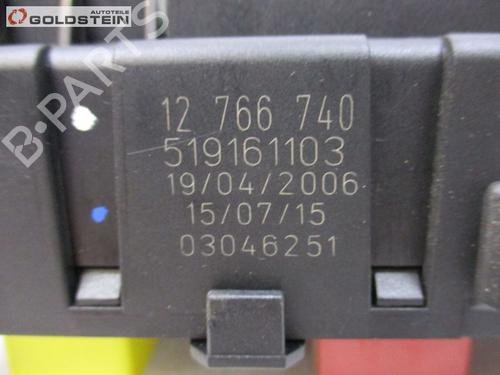 AUTOTEILE
GOLDSTEIN
B-PARTS
12 766 740
519161103
19/04/2006
15/07/15
03046251